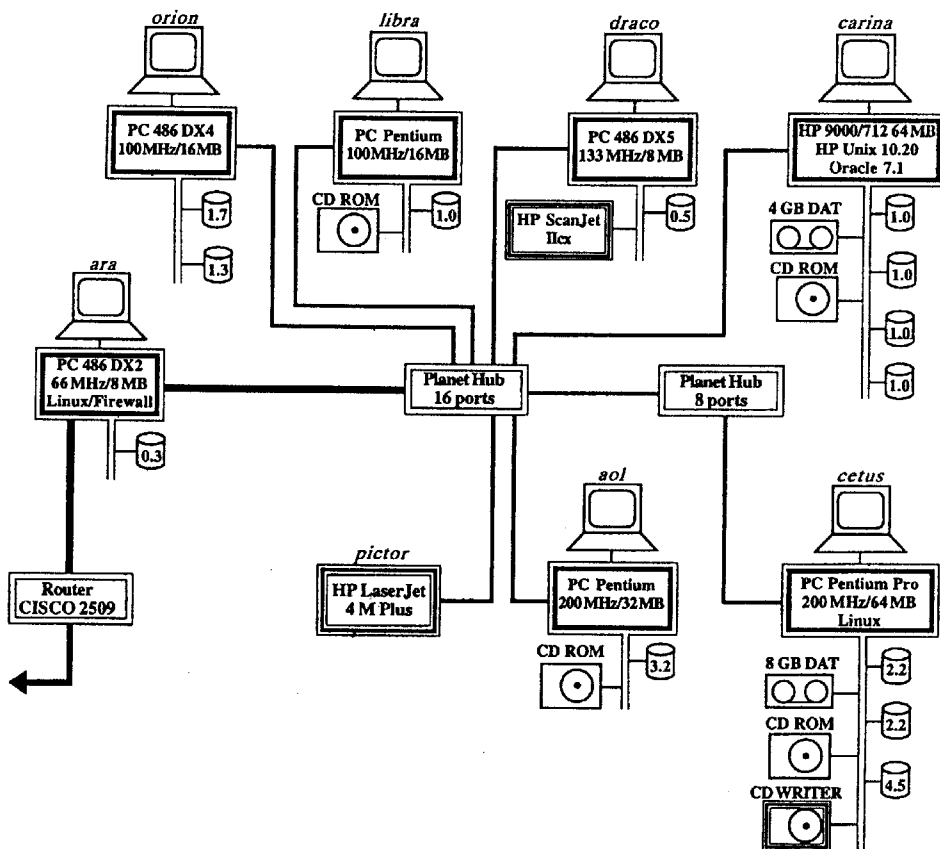 orion
libra
draco
carina
PC 486 DX4
100MHz/16MB
PC Pentium
100MHz/16MB
PC 486 DX5
133 MHz/8 MB
HP 9000/712 64 MB
HP Unix 10.20
Oracle 7.1
1.7
1.3
CD ROM
1.0
HP ScanJet
IIcx
0.5
4 GB DAT
CD ROM
1.0
1.0
1.0
1.0
ara
PC 486 DX2
66 MHz/8 MB
Linux/Firewall
0.3
Planet Hub
16 ports
Planet Hub
8 ports
Router
CISCO 2509
pictor
HP LaserJet
4 M Plus
aol
PC Pentium
200MHz/32MB
CD ROM
3.2
cetus
PC Pentium Pro
200 MHz/64 MB
Linux
8 GB DAT
CD ROM
CD WRITER
2.2
2.2
4.5